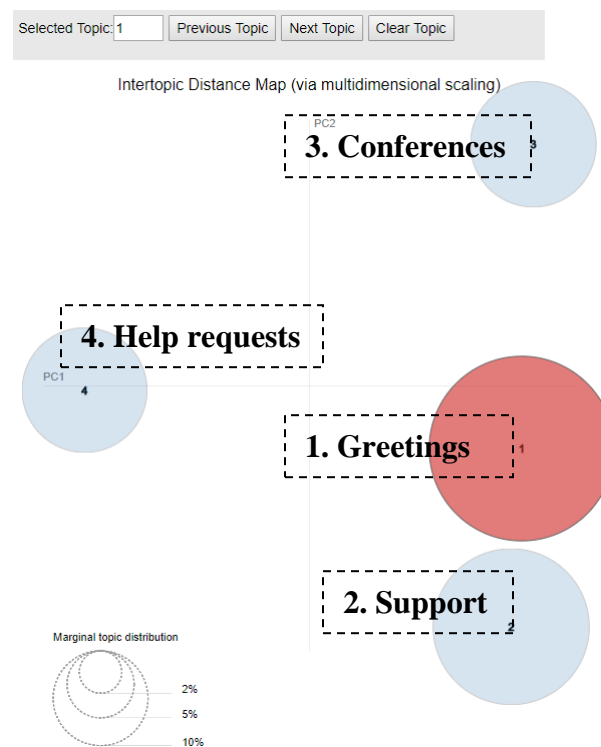 Selected Topic: 1 Previous Topic Next Topic Clear Topic
Intertopic Distance Map (via multidimensional scaling)
PC2
3. Conferences
3
4. Help requests
PC1
4
1. Greetings
1
2. Support
2
Marginal topic distribution
2%
5%
10%